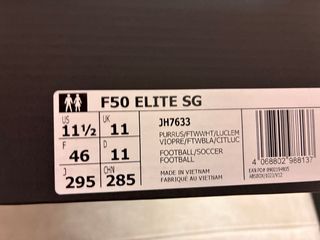 F50 ELITE SG
US UK
11½ 11
F D
46 11
J CHN
295 285
JH7633
PURRUS/FTWWHT/LUCLEM
VIOPRE/FTWBLA/CITLUC
FOOTBALL/SOCCER
FOOTBALL
MADE IN VIETNAM
FABRIQUÉ AU VIETNAM
4 068802 988137